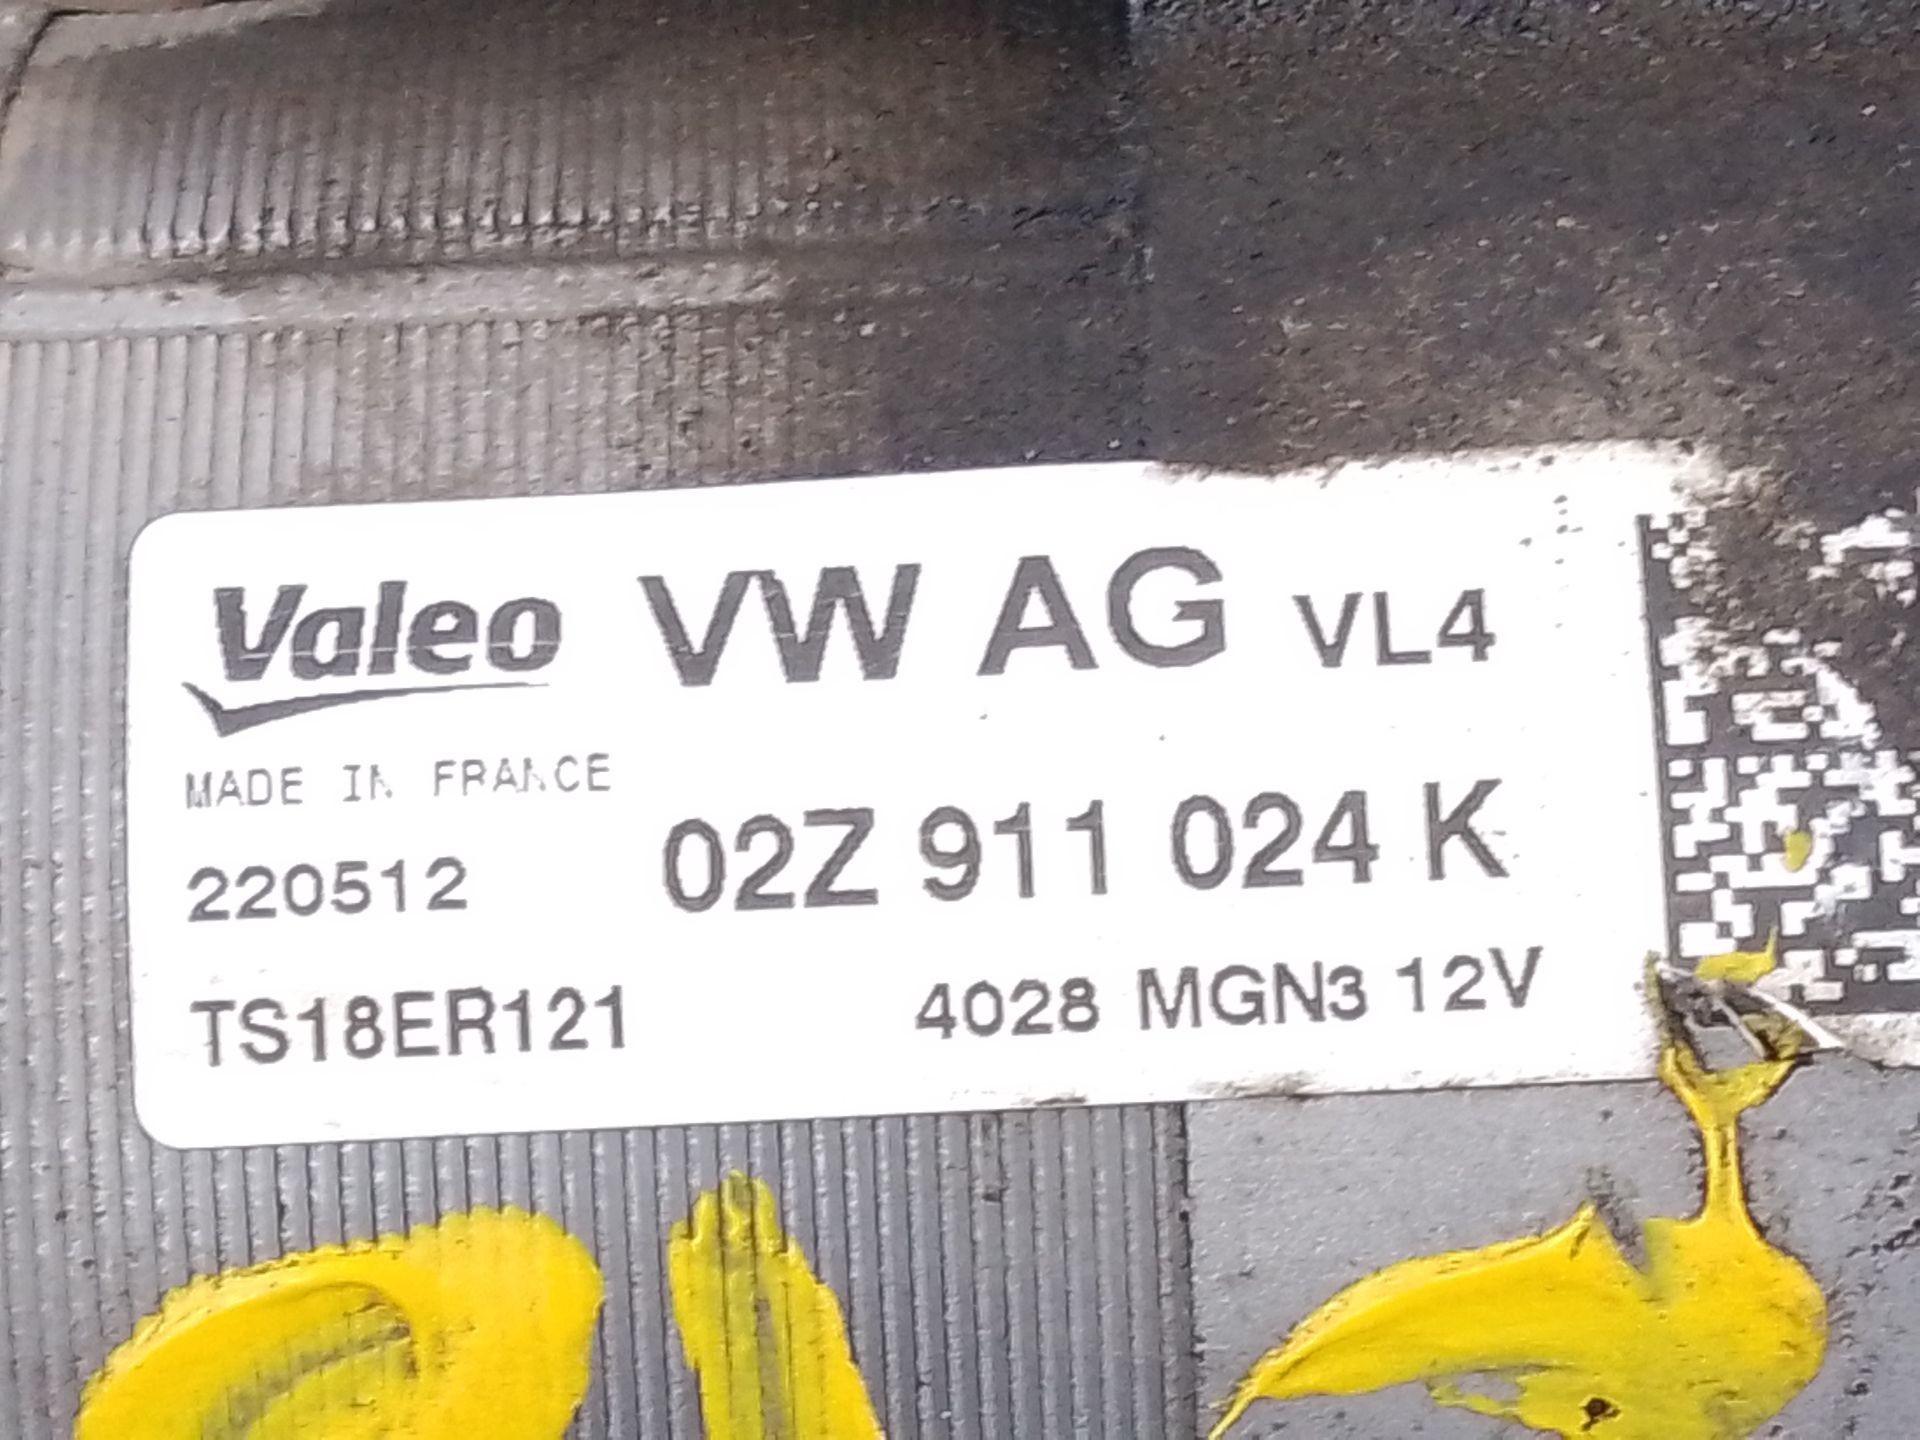 Valeo VW AG VL4
MADE IN FRANCE
220512 02Z 911 024 K
TS18ER121 4028 MGN3 12V